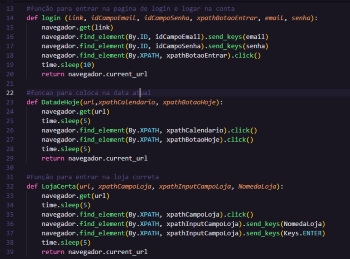 13 #função para entrar na pagina de login e logar na conta
14 def login (link, idCampoEmail, idCampoSenha, xpathBotaoEntrar, email, senha):
15 navegador.get(link)
16 navegador.find_element(By.ID, idCampoEmail).send_keys(email)
17 navegador.find_element(By.ID, idCampoSenha).send_keys(senha)
18 navegador.find_element(By.XPATH, xpathBotaoEntrar).click()
19 time.sleep(10)
20 return navegador.current_url
21
22 #funcao para coloca na data atual
23 def DatadeHoje(url,xpathCalendario, xpathBotaoHoje):
24 navegador.get(url)
25 time.sleep(5)
26 navegador.find_element(By.XPATH, xpathCalendario).click()
27 navegador.find_element(By.XPATH, xpathBotaoHoje).click()
28 time.sleep(5)
29 return navegador.current_url
30
31 #função para entrar na loja correta
32 def LojaCerta(url, xpathCampoLoja, xpathInputCampoLoja, NomedaLoja):
33 navegador.get(url)
34 time.sleep(5)
35 navegador.find_element(By.XPATH, xpathCampoLoja).click()
36 navegador.find_element(By.XPATH, xpathInputCampoLoja).send_keys(NomedaLoja)
37 navegador.find_element(By.XPATH, xpathInputCampoLoja).send_keys(Keys.ENTER)
38 time.sleep(5)
39 return navegador.current_url